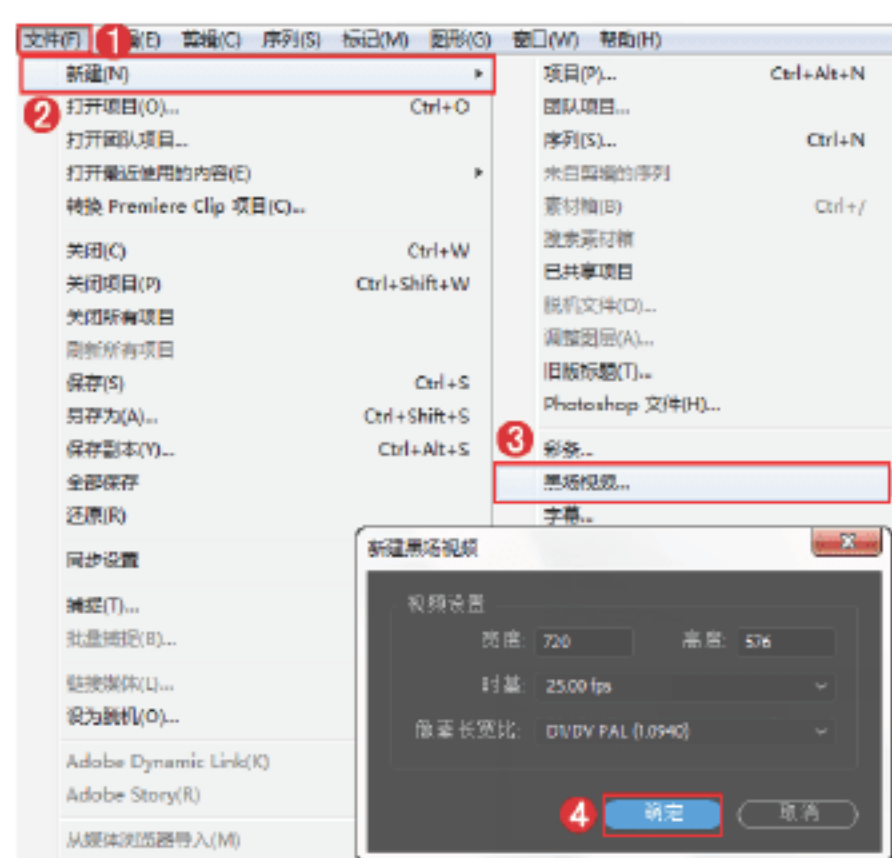 文件(F) 1 辑(E) 剪辑(C) 序列(S) 标记(M) 图形(G) 窗口(W) 帮助(H)
新建(N)
2
打开项目(O)... Ctrl+O
打开团队项目...
打开最近使用的内容(E)
转换 Premiere Clip 项目(C)...
关闭(C) Ctrl+W
关闭项目(P) Ctrl+Shift+W
关闭所有项目
刷新所有项目
保存(S) Ctrl+S
另存为(A)... Ctrl+Shift+S
保存副本(Y)... Ctrl+Alt+S
全部保存
还原(R)
同步设置
捕捉(T)...
批量捕捉(B)...
链接媒体(L)...
设为脱机(O)...
Adobe Dynamic Link(K)
Adobe Story(R)
从媒体浏览器导入(M)
项目(P)... Ctrl+Alt+N
团队项目...
序列(S)... Ctrl+N
来自剪辑的序列
素材箱(B) Ctrl+/
搜索素材箱
已共享项目
脱机文件(O)...
调整图层(A)...
旧版标题(T)...
Photoshop 文件(H)...
3
彩条...
黑场视频...
字幕...
新建黑场视频
视频设置
宽度: 720 高度: 576
时基: 25.00 fps
像素长宽比: D1/DV PAL (1.0940)
4 确定 取消